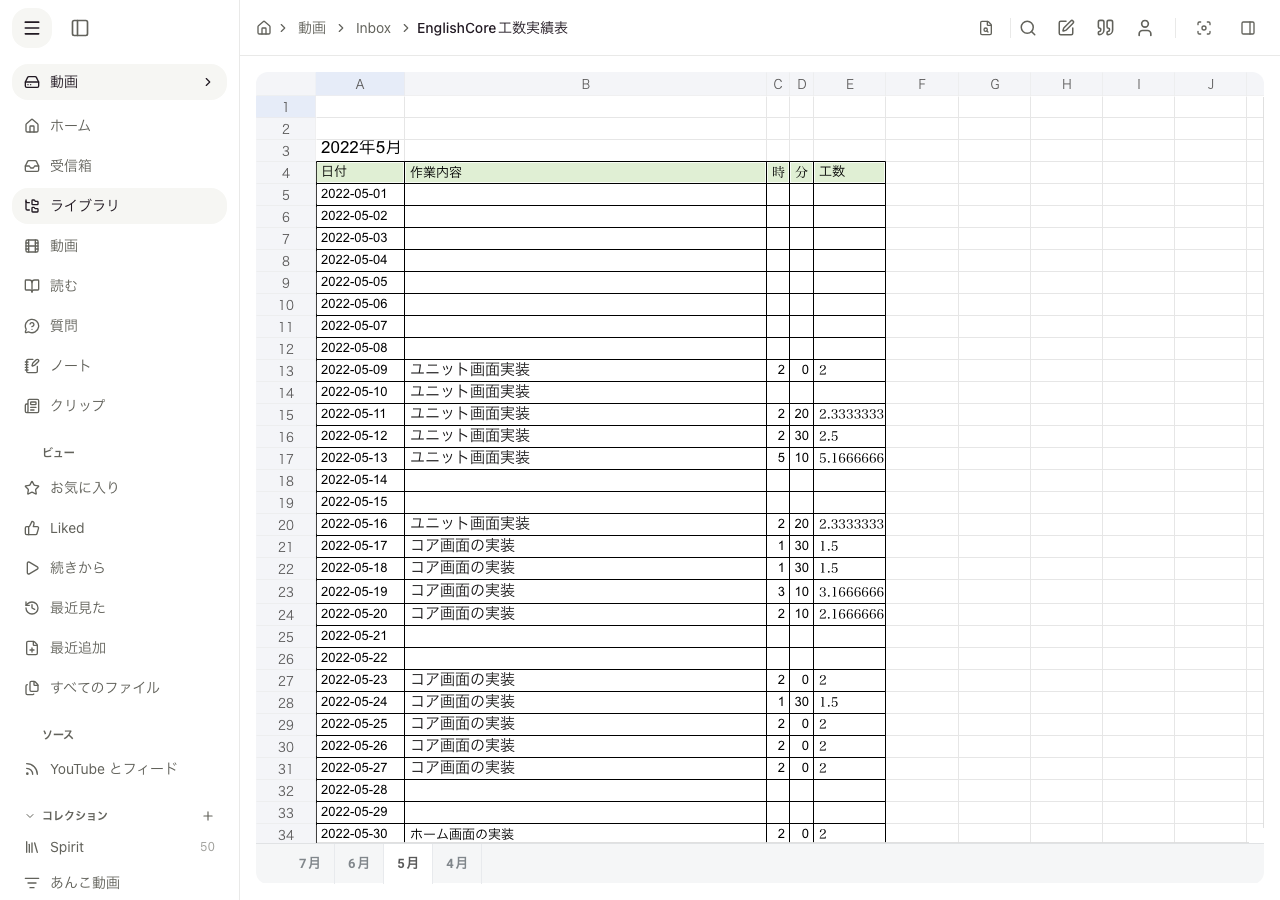 動画
Inbox
EnglishCore工数実績表
動画
ホーム
受信箱
ライブラリ
動画
読む
質問
ノート
クリップ
ビュー
お気に入り
Liked
続きから
最近見た
最近追加
すべてのファイル
ソース
YouTube とフィード
コレクション
Spirit 50
あんこ動画
A B C D E F G H I J
1
2
3 2022年5月
4 日付 作業内容 時 分 工数
5 2022-05-01
6 2022-05-02
7 2022-05-03
8 2022-05-04
9 2022-05-05
10 2022-05-06
11 2022-05-07
12 2022-05-08
13 2022-05-09 ユニット画面実装 2 0 2
14 2022-05-10 ユニット画面実装
15 2022-05-11 ユニット画面実装 2 20 2.3333333
16 2022-05-12 ユニット画面実装 2 30 2.5
17 2022-05-13 ユニット画面実装 5 10 5.1666666
18 2022-05-14
19 2022-05-15
20 2022-05-16 ユニット画面実装 2 20 2.3333333
21 2022-05-17 コア画面の実装 1 30 1.5
22 2022-05-18 コア画面の実装 1 30 1.5
23 2022-05-19 コア画面の実装 3 10 3.1666666
24 2022-05-20 コア画面の実装 2 10 2.1666666
25 2022-05-21
26 2022-05-22
27 2022-05-23 コア画面の実装 2 0 2
28 2022-05-24 コア画面の実装 1 30 1.5
29 2022-05-25 コア画面の実装 2 0 2
30 2022-05-26 コア画面の実装 2 0 2
31 2022-05-27 コア画面の実装 2 0 2
32 2022-05-28
33 2022-05-29
34 2022-05-30 ホーム画面の実装 2 0 2
7月 6月 5月 4月